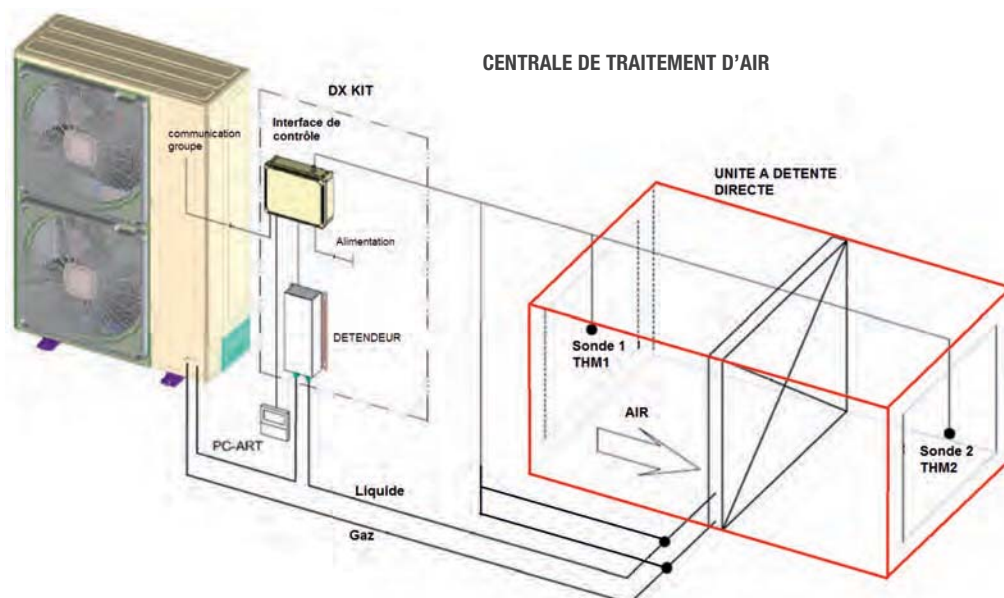 CENTRALE DE TRAITEMENT D'AIR
DX KIT
Interface de
contrôle
communication
groupe
UNITE A DETENTE
DIRECTE
Alimentation
DETENDEUR
Sonde 1
THM1
AIR
PC-ART
Sonde 2
THM2
Liquide
Gaz